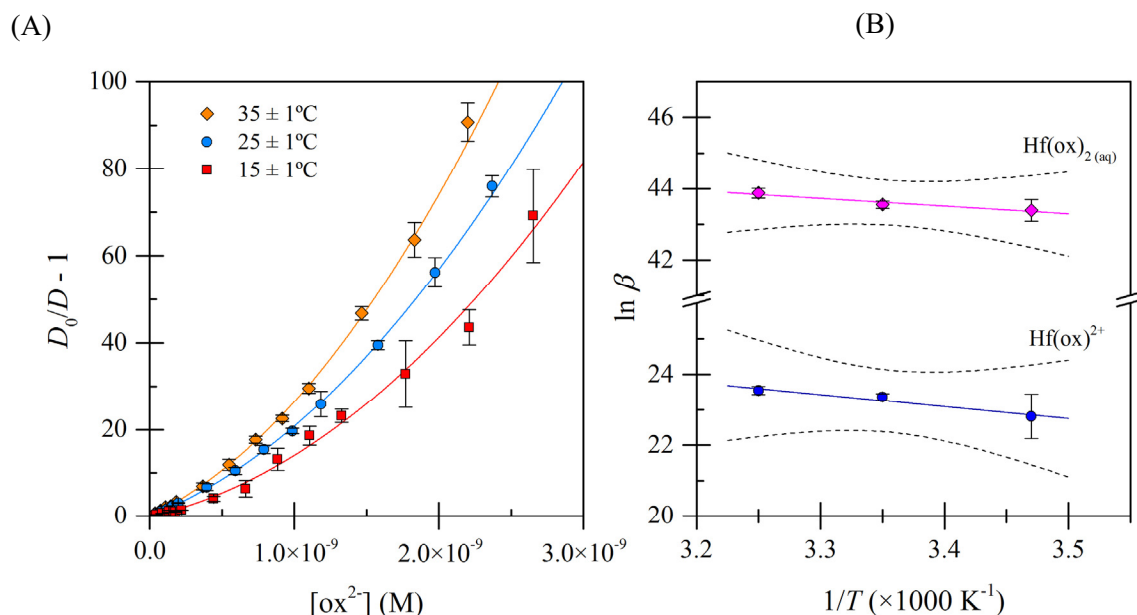 (A)
(B)
100
80
60
40
20
0
D₀/D - 1
35 ± 1ºC
25 ± 1ºC
15 ± 1ºC
0.0
1.0×10⁻⁹
2.0×10⁻⁹
3.0×10⁻⁹
[ox²⁻] (M)
46
44
42
24
22
20
ln β
Hf(ox)₂ (aq)
Hf(ox)²⁺
3.2
3.3
3.4
3.5
1/T (×1000 K⁻¹)